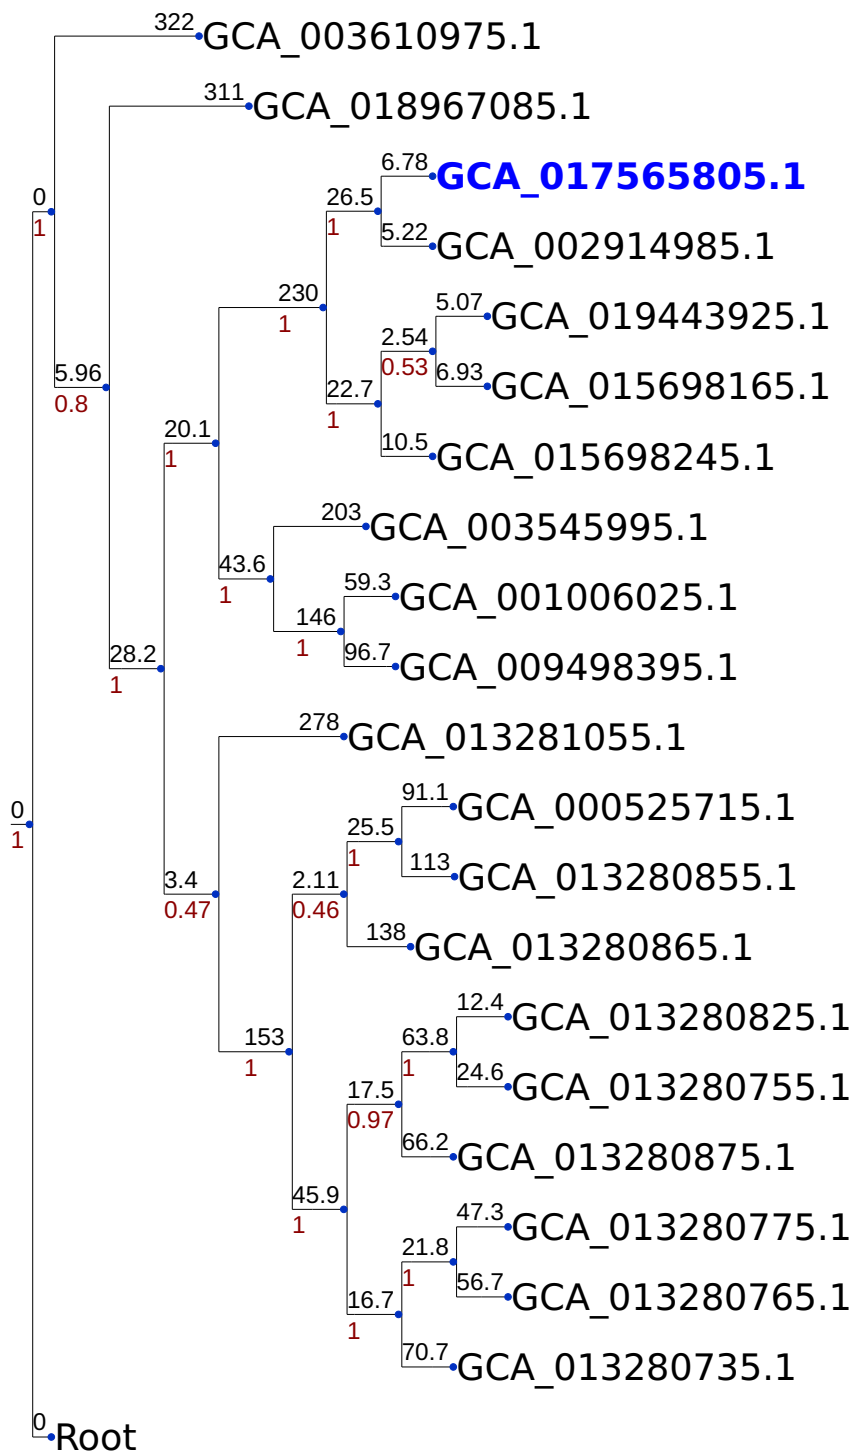 322 GCA_003610975.1
311 GCA_018967085.1
6.78 GCA_017565805.1
0 26.5
1 1
5.22 GCA_002914985.1
230
1
5.07 GCA_019443925.1
2.54
0.53
5.96 6.93 GCA_015698165.1
0.8 22.7
1
20.1 10.5 GCA_015698245.1
1
203 GCA_003545995.1
43.6
1
59.3 GCA_001006025.1
146
1
28.2 96.7 GCA_009498395.1
1
278 GCA_013281055.1
91.1 GCA_000525715.1
0 25.5
1 1
113 GCA_013280855.1
3.4 2.11
0.47 0.46
138 GCA_013280865.1
12.4 GCA_013280825.1
153 63.8
1 1
24.6 GCA_013280755.1
17.5
0.97
66.2 GCA_013280875.1
45.9
1
47.3 GCA_013280775.1
21.8
1
56.7 GCA_013280765.1
16.7
1
70.7 GCA_013280735.1
0 Root